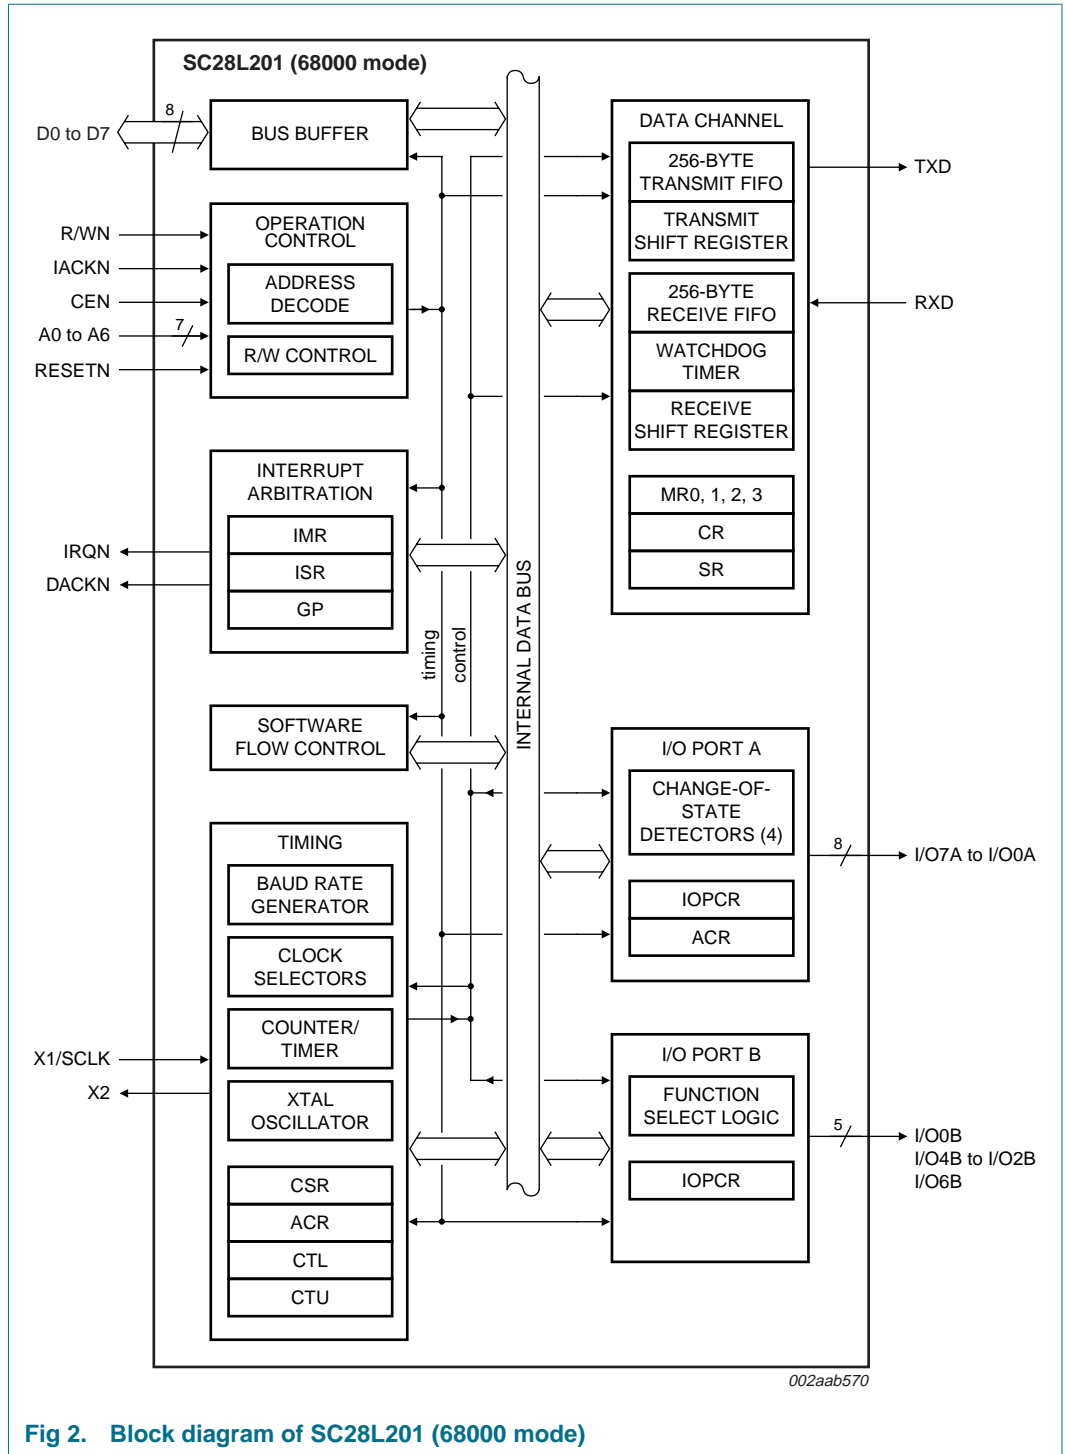 SC28L201 (68000 mode)
D0 to D7
8
BUS BUFFER
R/WN
IACKN
CEN
A0 to A6
7
RESETN
OPERATION
CONTROL
ADDRESS
DECODE
R/W CONTROL
INTERRUPT
ARBITRATION
IMR
ISR
GP
IRQN
DACKN
timing
control
INTERNAL DATA BUS
SOFTWARE
FLOW CONTROL
TIMING
BAUD RATE
GENERATOR
CLOCK
SELECTORS
COUNTER/
TIMER
XTAL
OSCILLATOR
CSR
ACR
CTL
CTU
X1/SCLK
X2
DATA CHANNEL
256-BYTE
TRANSMIT FIFO
TRANSMIT
SHIFT REGISTER
256-BYTE
RECEIVE FIFO
WATCHDOG
TIMER
RECEIVE
SHIFT REGISTER
MR0, 1, 2, 3
CR
SR
TXD
RXD
I/O PORT A
CHANGE-OF-
STATE
DETECTORS (4)
IOPCR
ACR
8
I/O7A to I/O0A
I/O PORT B
FUNCTION
SELECT LOGIC
IOPCR
5
I/O0B
I/O4B to I/O2B
I/O6B
002aab570
Fig 2. Block diagram of SC28L201 (68000 mode)